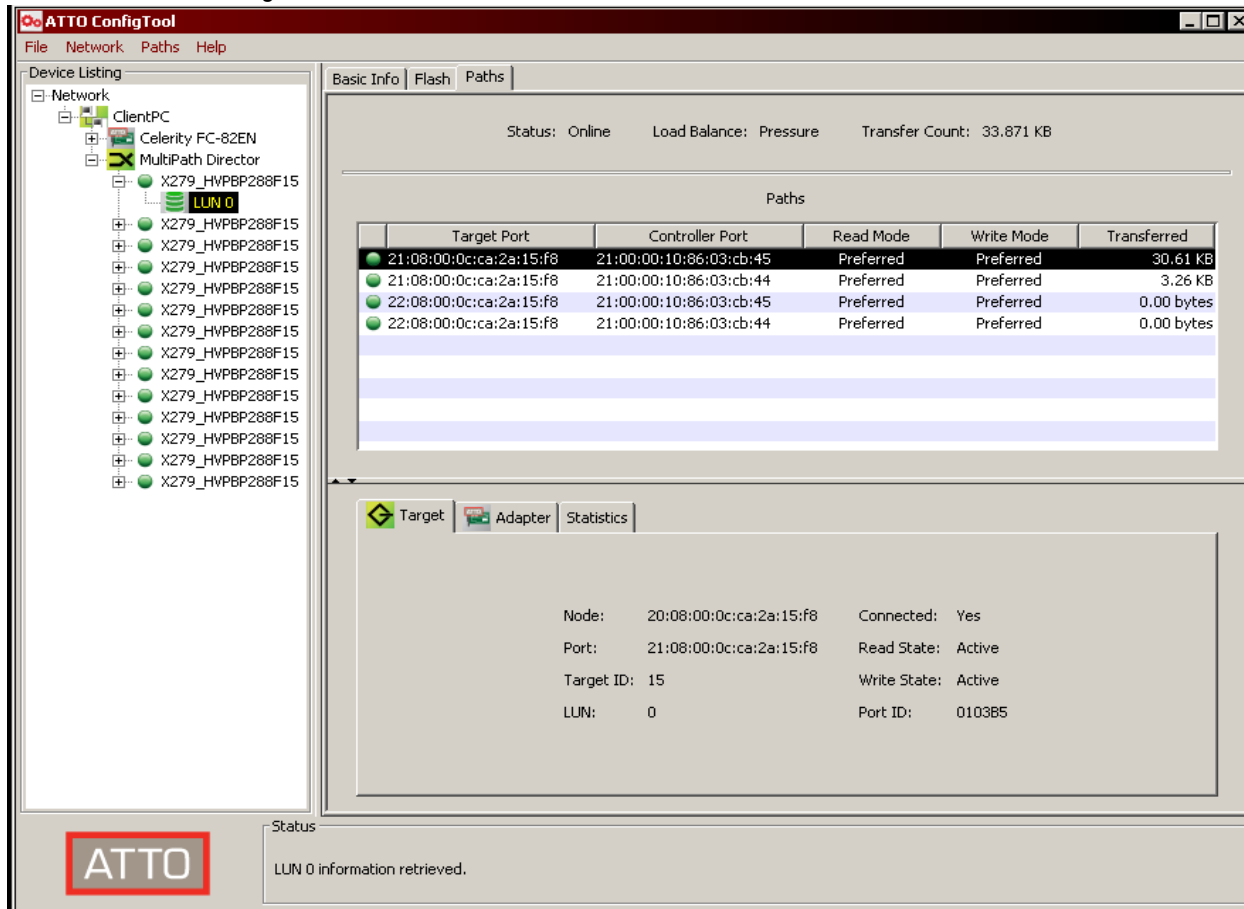 ATTO ConfigTool
File Network Paths Help
Device Listing
Network
ClientPC
Celerity FC-82EN
MultiPath Director
X279_HVPBP288F15
LUN 0
X279_HVPBP288F15
X279_HVPBP288F15
X279_HVPBP288F15
X279_HVPBP288F15
X279_HVPBP288F15
X279_HVPBP288F15
X279_HVPBP288F15
X279_HVPBP288F15
X279_HVPBP288F15
X279_HVPBP288F15
X279_HVPBP288F15
X279_HVPBP288F15
X279_HVPBP288F15
Basic Info Flash Paths
Status: Online Load Balance: Pressure Transfer Count: 33.871 KB
Paths
Target Port Controller Port Read Mode Write Mode Transferred
21:08:00:0c:ca:2a:15:f8 21:00:00:10:86:03:cb:45 Preferred Preferred 30.61 KB
21:08:00:0c:ca:2a:15:f8 21:00:00:10:86:03:cb:44 Preferred Preferred 3.26 KB
22:08:00:0c:ca:2a:15:f8 21:00:00:10:86:03:cb:45 Preferred Preferred 0.00 bytes
22:08:00:0c:ca:2a:15:f8 21:00:00:10:86:03:cb:44 Preferred Preferred 0.00 bytes
Target Adapter Statistics
Node: 20:08:00:0c:ca:2a:15:f8 Connected: Yes
Port: 21:08:00:0c:ca:2a:15:f8 Read State: Active
Target ID: 15 Write State: Active
LUN: 0 Port ID: 0103B5
ATTO
Status
LUN 0 information retrieved.